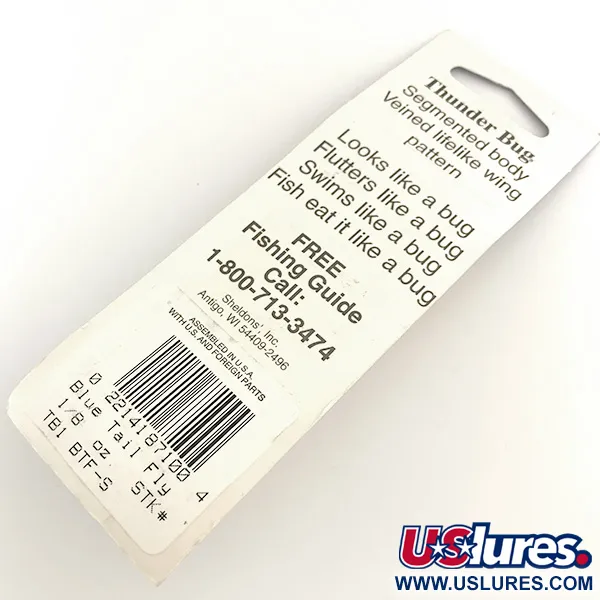 Thunder Bug
Segmented body
Veined lifelike wing
pattern
Looks like a bug
Flutters like a bug
Swims like a bug
Fish eat it like a bug
FREE
Fishing Guide
Call:
1-800-713-3474
Sheldons', Inc.
Antigo, WI 54409-2496
ASSEMBLED IN U.S.A.
WITH U.S. AND FOREIGN PARTS
0 22141 87100 4
Blue Tail Fly
1/8 oz STK#
TB1 BTF-S
USlures.
WWW.USLURES.COM